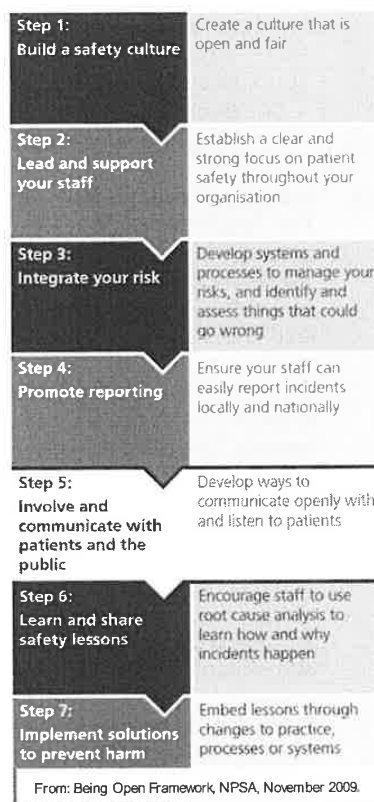 Step 1:
Build a safety culture
Create a culture that is
open and fair
Step 2:
Lead and support
your staff
Establish a clear and
strong focus on patient
safety throughout your
organisation
Step 3:
Integrate your risk
Develop systems and
processes to manage your
risks, and identify and
assess things that could
go wrong
Step 4:
Promote reporting
Ensure your staff can
easily report incidents
locally and nationally
Step 5:
Involve and
communicate with
patients and the
public
Develop ways to
communicate openly with
and listen to patients
Step 6:
Learn and share
safety lessons
Encourage staff to use
root cause analysis to
learn how and why
incidents happen
Step 7:
Implement solutions
to prevent harm
Embed lessons through
changes to practice,
processes or systems
From: Being Open Framework, NPSA, November 2009.